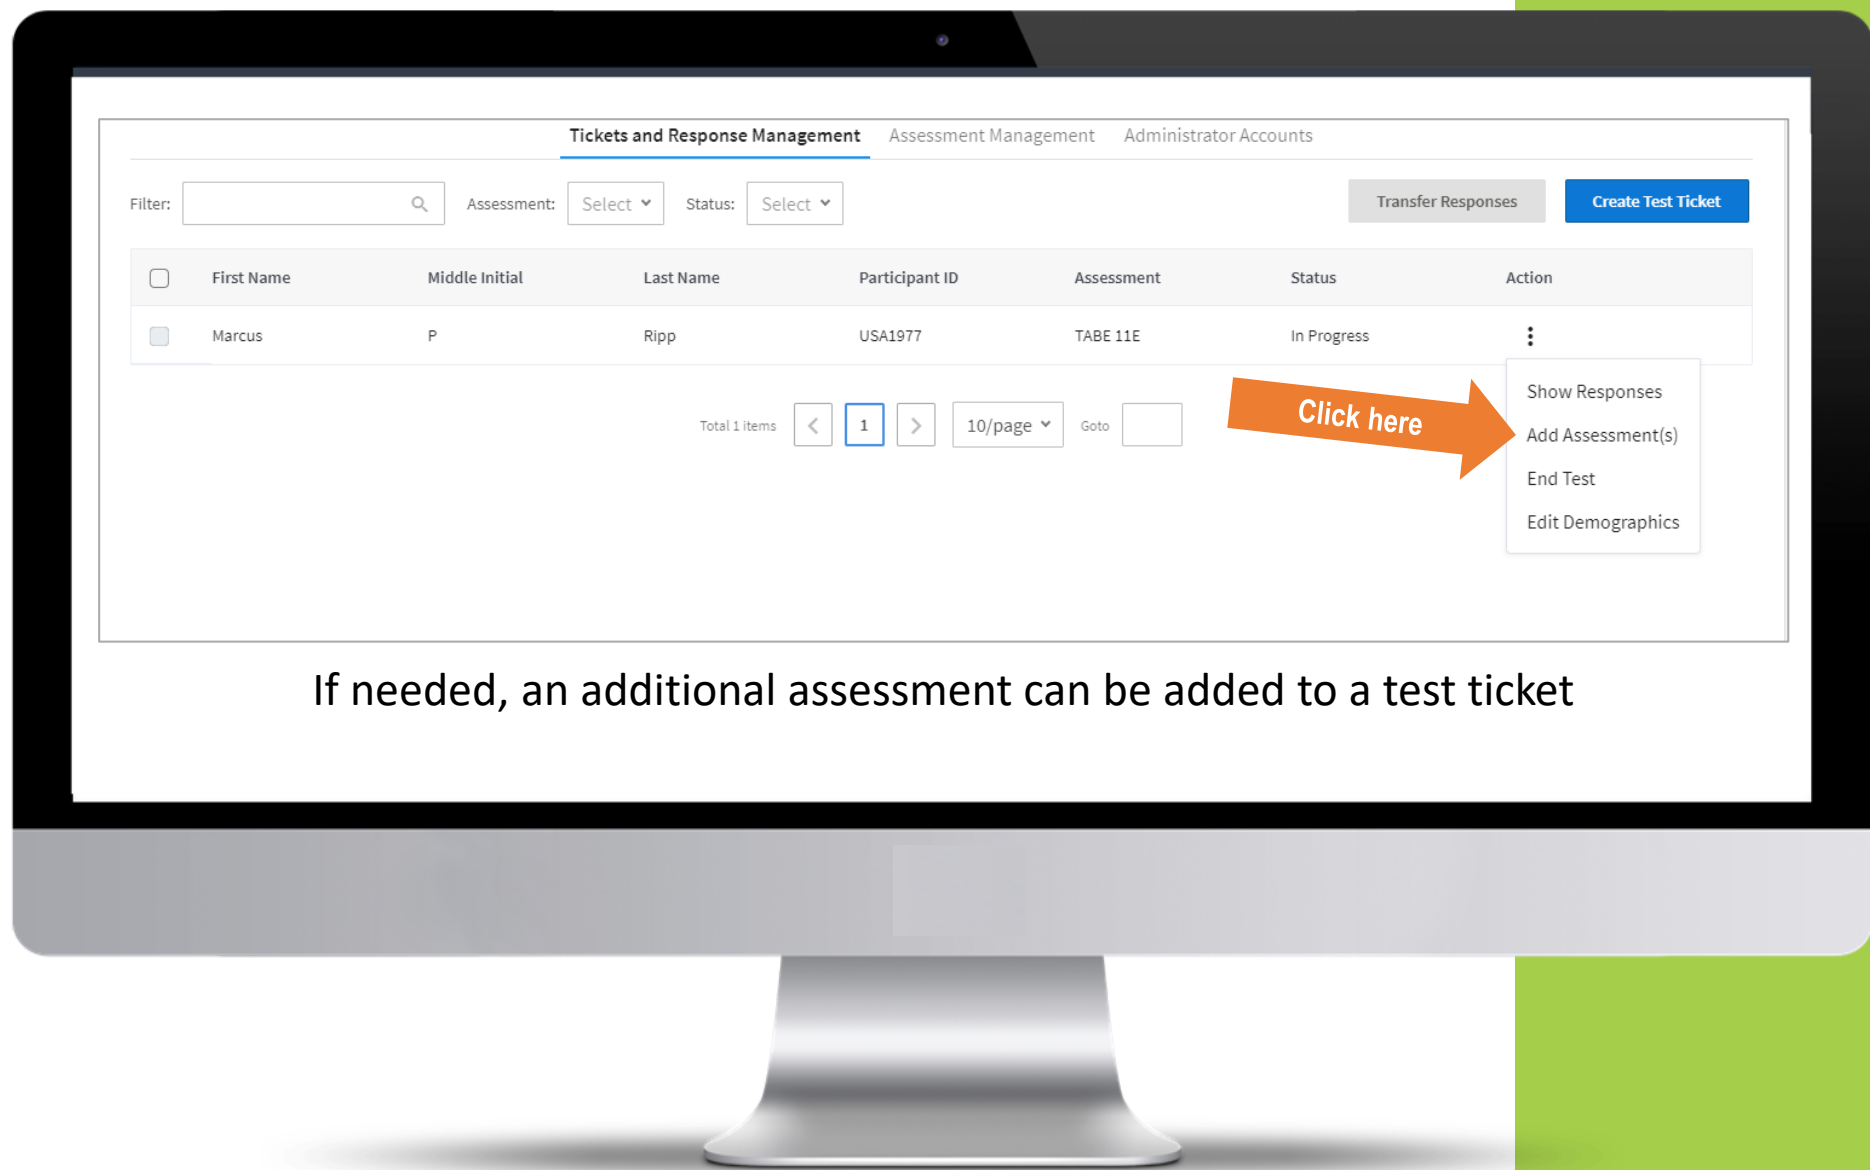 Tickets and Response Management Assessment Management Administrator Accounts
Filter: Assessment: Select Status: Select Transfer Responses Create Test Ticket
First Name Middle Initial Last Name Participant ID Assessment Status Action
Marcus P Ripp USA1977 TABE 11E In Progress
Show Responses
Total 1 items 1 10/page Goto Click here Add Assessment(s)
End Test
Edit Demographics
If needed, an additional assessment can be added to a test ticket